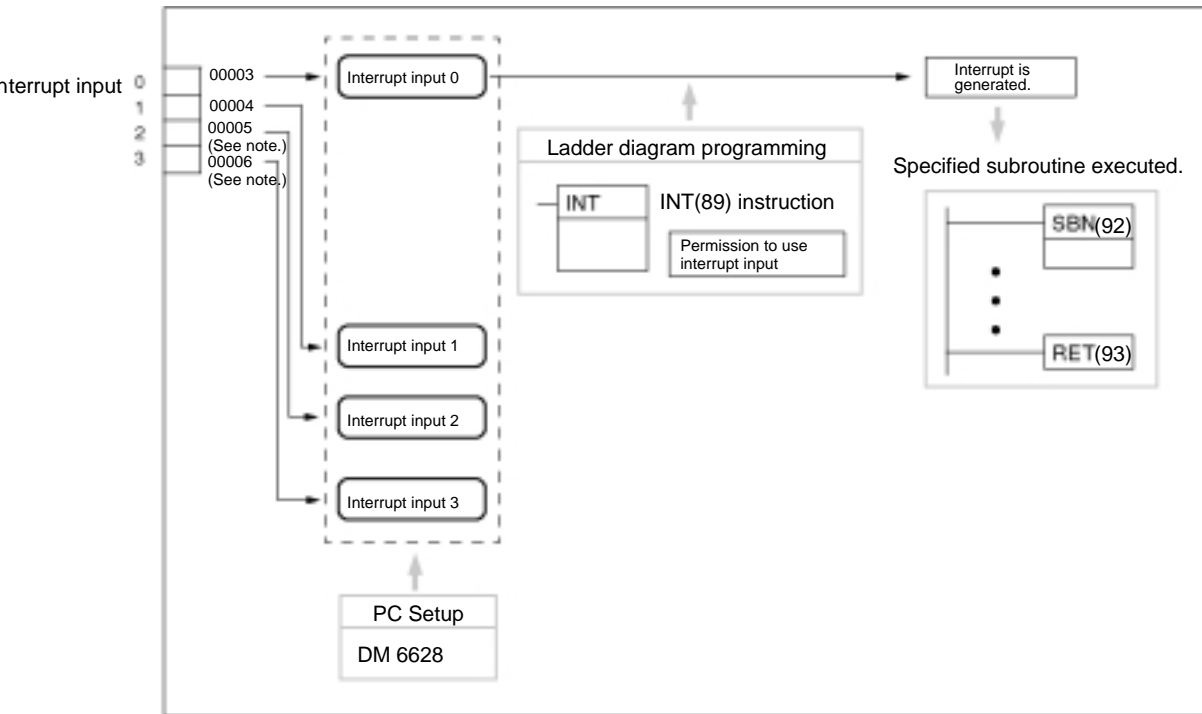 nterrupt input
0
00003
1
00004
2
00005
(See note.)
3
00006
(See note.)
Interrupt input 0
Interrupt input 1
Interrupt input 2
Interrupt input 3
PC Setup
DM 6628
Ladder diagram programming
INT
INT(89) instruction
Permission to use
interrupt input
Interrupt is
generated.
Specified subroutine executed.
SBN(92)
RET(93)